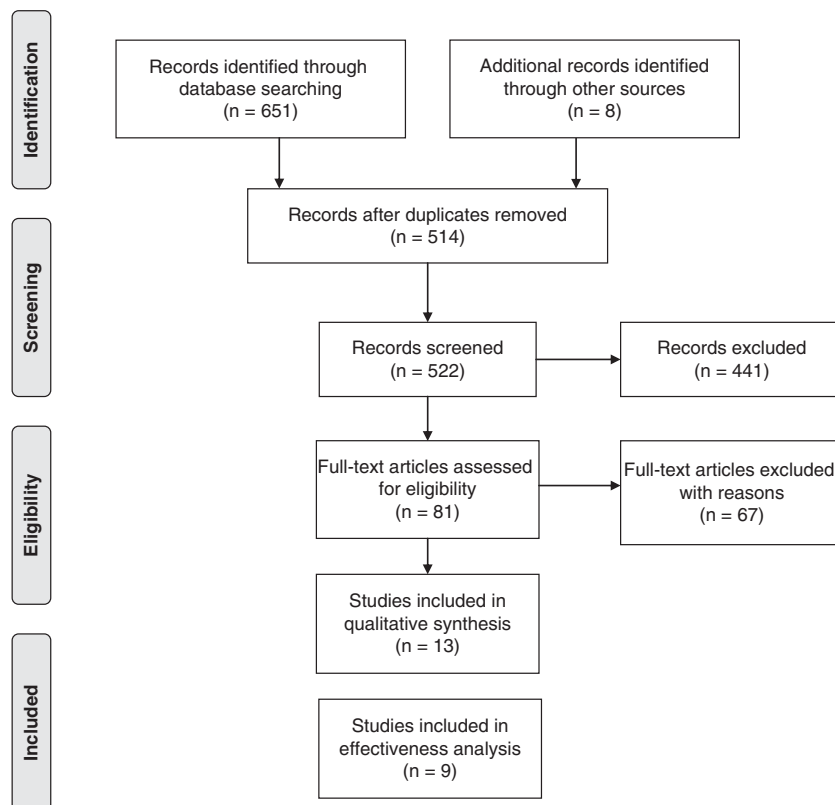 Identification
Records identified through
database searching
(n = 651)
Additional records identified
through other sources
(n = 8)
Records after duplicates removed
(n = 514)
Screening
Records screened
(n = 522)
Records excluded
(n = 441)
Eligibility
Full-text articles assessed
for eligibility
(n = 81)
Full-text articles excluded
with reasons
(n = 67)
Studies included in
qualitative synthesis
(n = 13)
Included
Studies included in
effectiveness analysis
(n = 9)